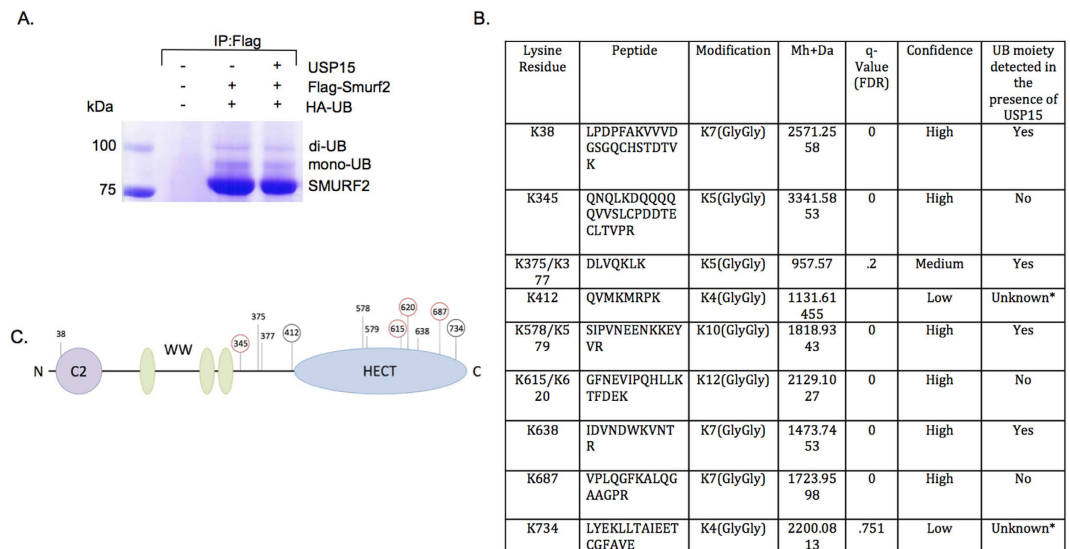 A.
IP:Flag
- - + USP15
- + + Flag-Smurf2
- + + HA-UB
kDa
100
75
di-UB
mono-UB
SMURF2
C.
N
C2
WW
HECT
C
38
345
375
377
412
578
579
615
620
638
687
734
B.
Lysine Residue
Peptide
Modification
Mh+Da
q-Value (FDR)
Confidence
UB moiety detected in the presence of USP15
K38
LPDPFAKVVVD
GSGQCHSTDTV
K
K7(GlyGly)
2571.25
58
0
High
Yes
K345
QNQLKDQQQQ
QVVSLCPDDTE
CLTVPR
K5(GlyGly)
3341.58
53
0
High
No
K375/K3
77
DLVQKLK
K5(GlyGly)
957.57
.2
Medium
Yes
K412
QVMKMRPK
K4(GlyGly)
1131.61
455
Low
Unknown*
K578/K5
79
SIPVNEENKKEY
VR
K10(GlyGly)
1818.93
43
0
High
Yes
K615/K6
20
GFNEVIPQHLLK
TFDEK
K12(GlyGly)
2129.10
27
0
High
No
K638
IDVNDWKVNT
R
K7(GlyGly)
1473.74
53
0
High
Yes
K687
VPLQGFKALQG
AAGPR
K7(GlyGly)
1723.95
98
0
High
No
K734
LYEKLLTAIEET
CGFAVE
K4(GlyGly)
2200.08
13
.751
Low
Unknown*